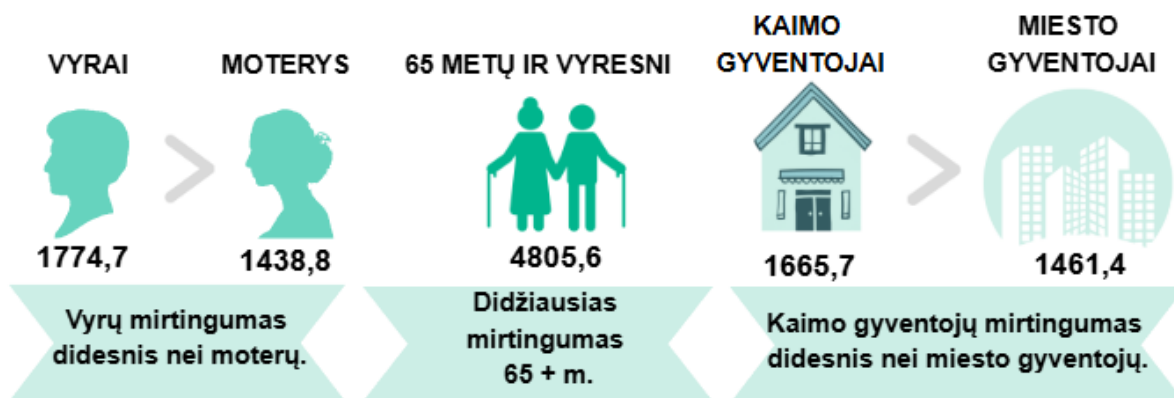 VYRAI
MOTERYS
65 METŲ IR VYRESNI
KAIMO
GYVENTOJAI
MIESTO
GYVENTOJAI
1774,7
1438,8
4805,6
1665,7
1461,4
Vyrų mirtingumas
didesnis nei moterų.
Didžiausias
mirtingumas
65 + m.
Kaimo gyventojų mirtingumas
didesnis nei miesto gyventojų.